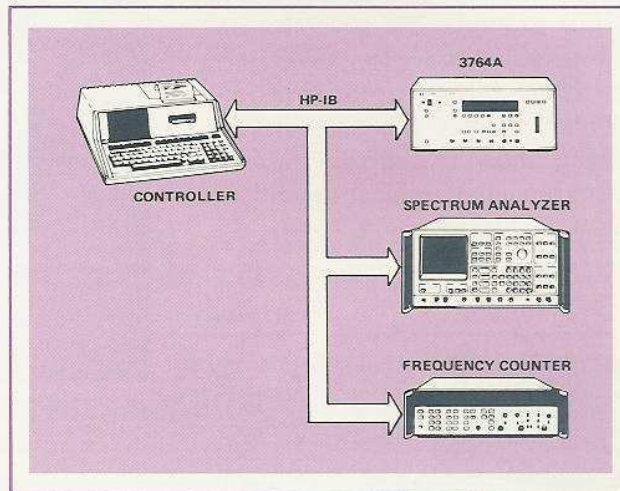 3764A
HP-IB
CONTROLLER
SPECTRUM ANALYZER
FREQUENCY COUNTER